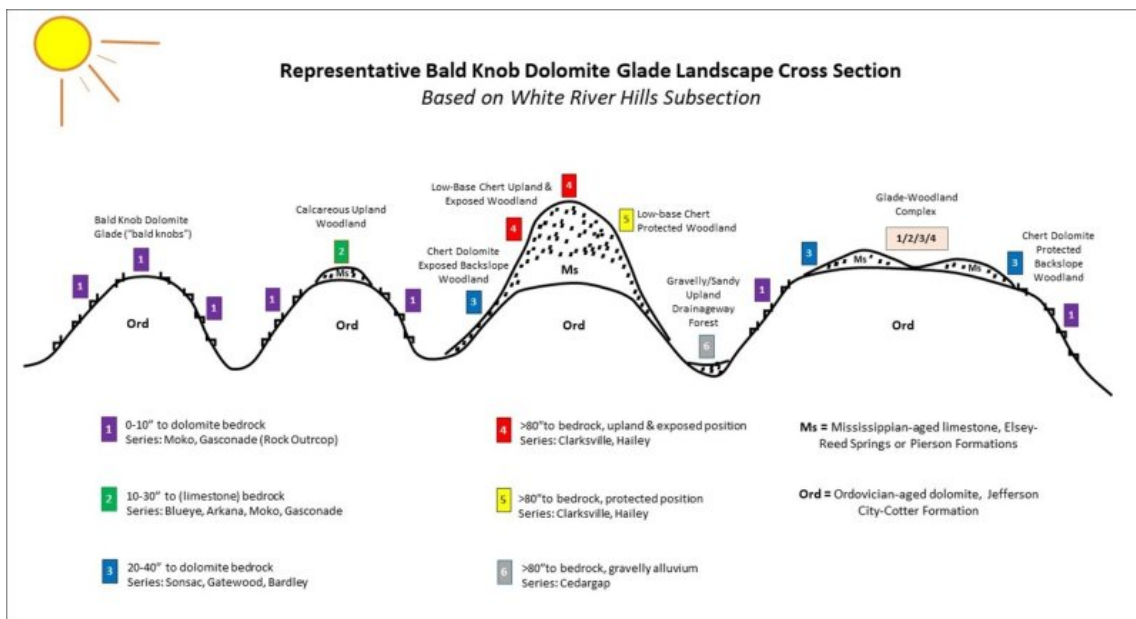 Representative Bald Knob Dolomite Glade Landscape Cross Section
Based on White River Hills Subsection
Bald Knob Dolomite
Glade ("bald knobs")
1
1
1
Ord
Calcareous Upland
Woodland
2
Ms
1
1
Ord
Low-Base Chert Upland &
Exposed Woodland
4
4
Chert Dolomite
Exposed Backslope
Woodland
3
5
Low-base Chert
Protected Woodland
Ms
Ord
Gravelly/Sandy
Upland
Drainageway
Forest
6
Glade-Woodland
Complex
1/2/3/4
1
3
Ms
Ms
3
Chert Dolomite
Protected
Backslope
Woodland
1
Ord
1
0-10" to dolomite bedrock
Series: Moko, Gasconade (Rock Outrcop)
2
10-30" to (limestone) bedrock
Series: Blueye, Arkana, Moko, Gasconade
3
20-40" to dolomite bedrock
Series: Sonsac, Gatewood, Bardley
4
>80"to bedrock, upland & exposed position
Series: Clarksville, Hailey
5
>80"to bedrock, protected position
Series: Clarksville, Hailey
6
>80"to bedrock, gravelly alluvium
Series: Cedargap
Ms = Mississippian-aged limestone, Elsey-
Reed Springs or Pierson Formations
Ord = Ordovician-aged dolomite, Jefferson
City-Cotter Formation